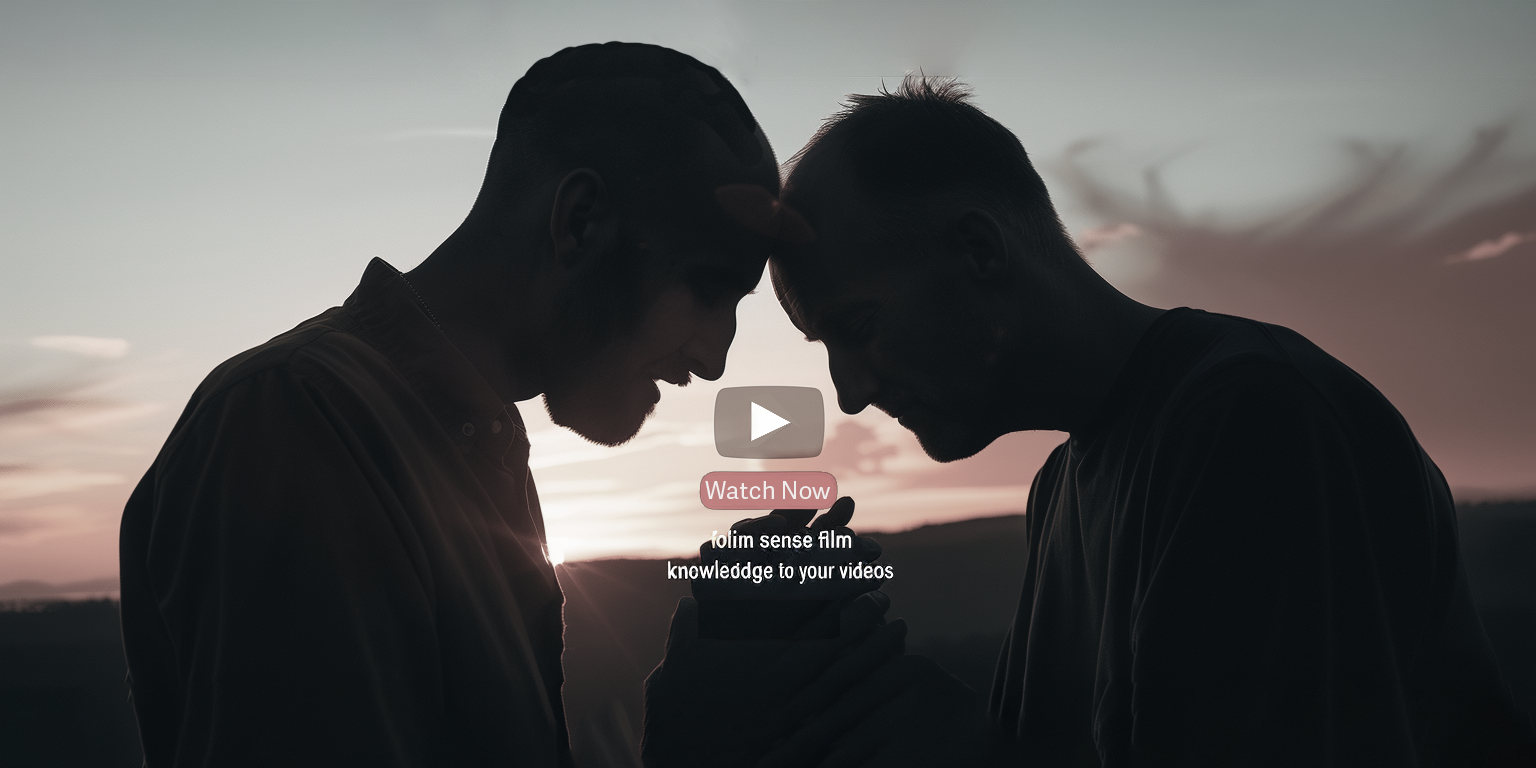 Watch Now
folim sense film
knowleddge to your videos